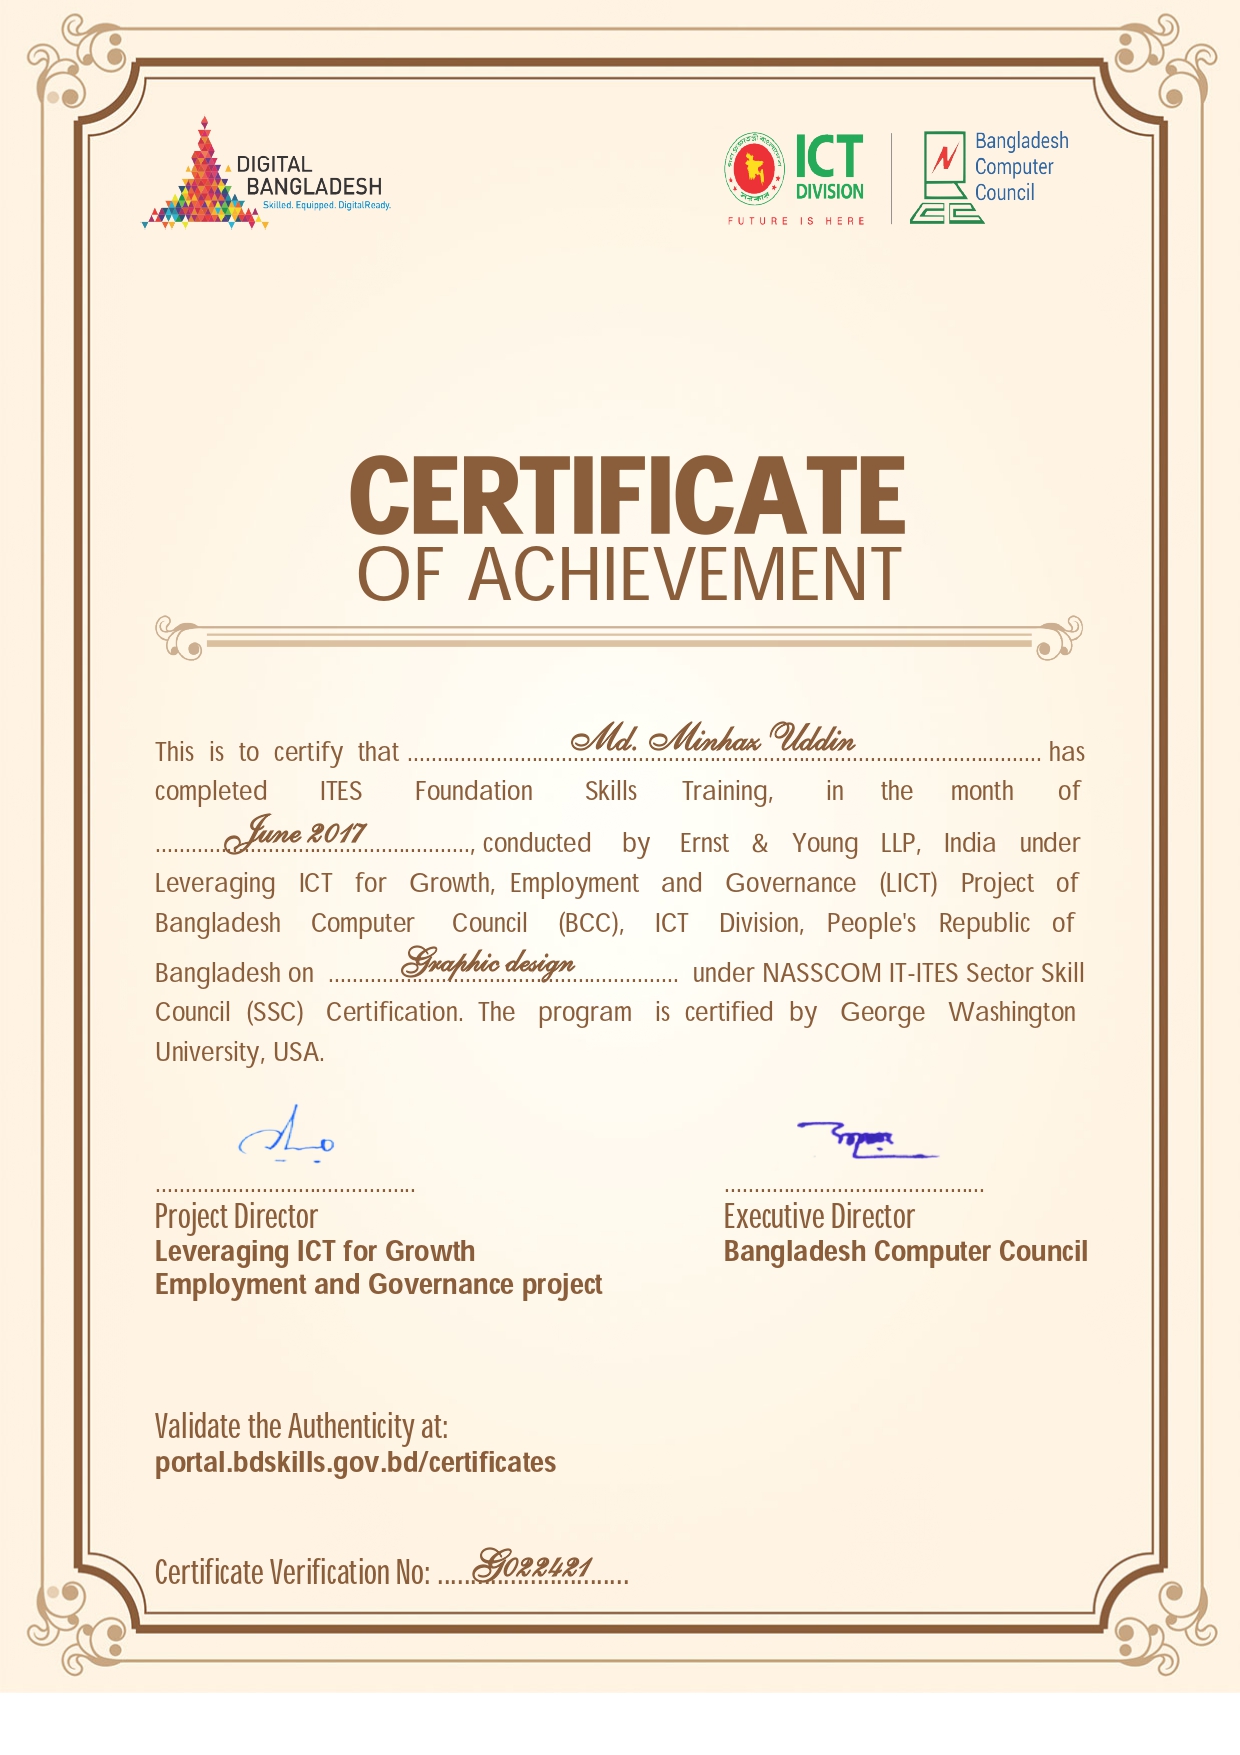 DIGITAL
BANGLADESH
Skilled. Equipped. DigitalReady.
ICT
DIVISION
FUTURE IS HERE
Bangladesh
Computer
Council
CERTIFICATE
OF ACHIEVEMENT
This is to certify that Md. Minhaz Uddin has
completed ITES Foundation Skills Training, in the month of
June 2017, conducted by Ernst & Young LLP, India under
Leveraging ICT for Growth, Employment and Governance (LICT) Project of
Bangladesh Computer Council (BCC), ICT Division, People's Republic of
Bangladesh on Graphic design under NASSCOM IT-ITES Sector Skill
Council (SSC) Certification. The program is certified by George Washington
University, USA.
Project Director
Leveraging ICT for Growth
Employment and Governance project
Executive Director
Bangladesh Computer Council
Validate the Authenticity at:
portal.bdskills.gov.bd/certificates
Certificate Verification No: G022421